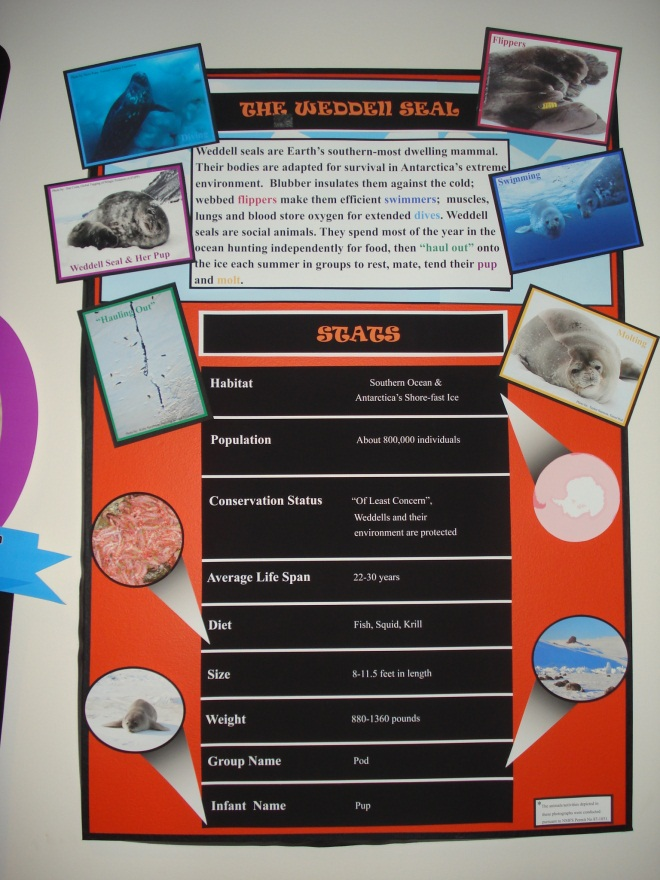 Flippers
THE WEDDELL SEAL
Weddell seals are Earth's southern-most dwelling mammal.
Their bodies are adapted for survival in Antarctica's extreme
environment. Blubber insulates them against the cold;
webbed flippers make them efficient swimmers; muscles,
lungs and blood store oxygen for extended dives. Weddell
seals are social animals. They spend most of the year in the
ocean hunting independently for food, then "haul out" onto
the ice each summer in groups to rest, mate, tend their pup
and molt.
Swimming
Weddell Seal & Her Pup
"Hauling Out"
Molting
STATS
Habitat
Southern Ocean &
Antarctica's Shore-fast Ice
Population
About 800,000 individuals
Conservation Status
"Of Least Concern",
Weddells and their
environment are protected
Average Life Span
22-30 years
Diet
Fish, Squid, Krill
Size
8-11.5 feet in length
Weight
880-1360 pounds
Group Name
Pod
Infant Name
Pup